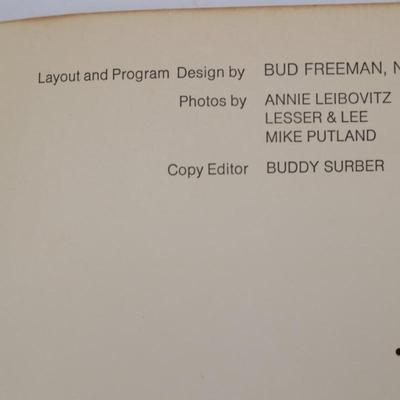 Layout and Program Design by BUD FREEMAN, N
Photos by ANNIE LEIBOVITZ
LESSER & LEE
MIKE PUTLAND
Copy Editor BUDDY SURBER